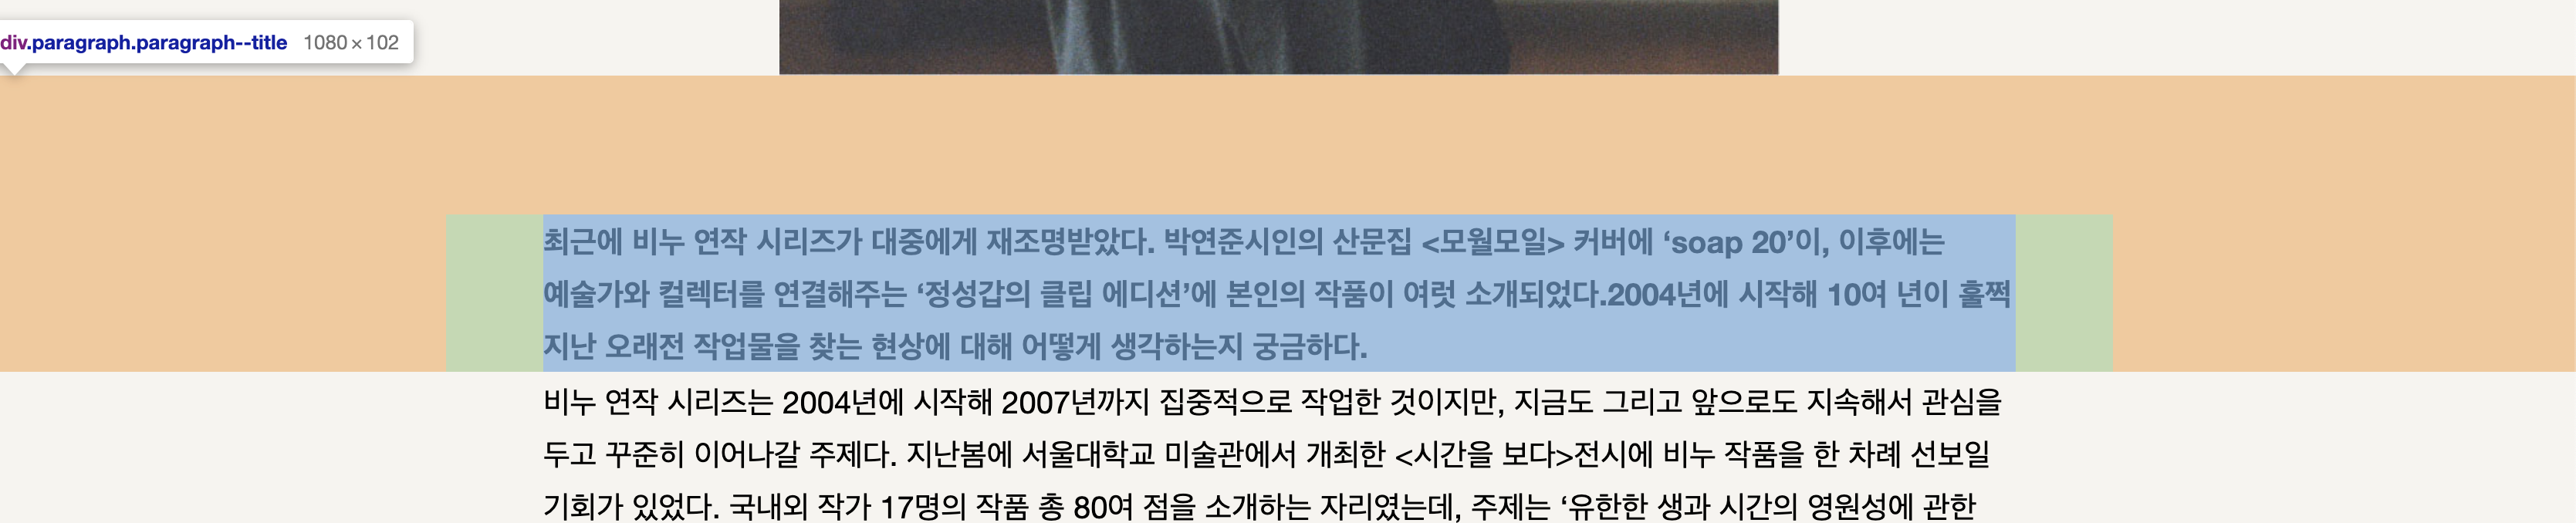 div.paragraph.paragraph--title 1080×102
최근에 비누 연작 시리즈가 대중에게 재조명받았다. 박연준시인의 산문집 <모월모일> 커버에 ‘soap 20’이, 이후에는
예술가와 컬렉터를 연결해주는 ‘정성갑의 클립 에디션’에 본인의 작품이 여럿 소개되었다.2004년에 시작해 10여 년이 훌쩍
지난 오래전 작업물을 찾는 현상에 대해 어떻게 생각하는지 궁금하다.
비누 연작 시리즈는 2004년에 시작해 2007년까지 집중적으로 작업한 것이지만, 지금도 그리고 앞으로도 지속해서 관심을
두고 꾸준히 이어나갈 주제다. 지난봄에 서울대학교 미술관에서 개최한 <시간을 보다>전시에 비누 작품을 한 차례 선보일
기회가 있었다. 국내외 작가 17명의 작품 총 80여 점을 소개하는 자리였는데, 주제는 ‘유한한 생과 시간의 영원성에 관한